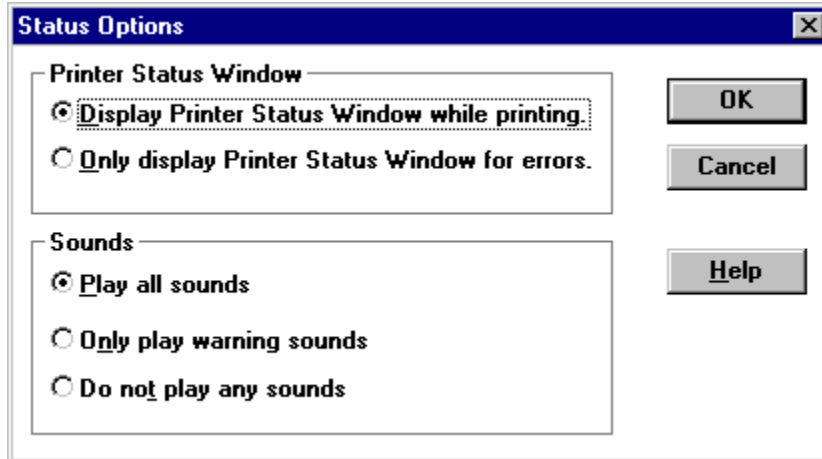 Status Options
Printer Status Window
Display Printer Status Window while printing.
Only display Printer Status Window for errors.
OK
Cancel
Sounds
Play all sounds
Only play warning sounds
Do not play any sounds
Help